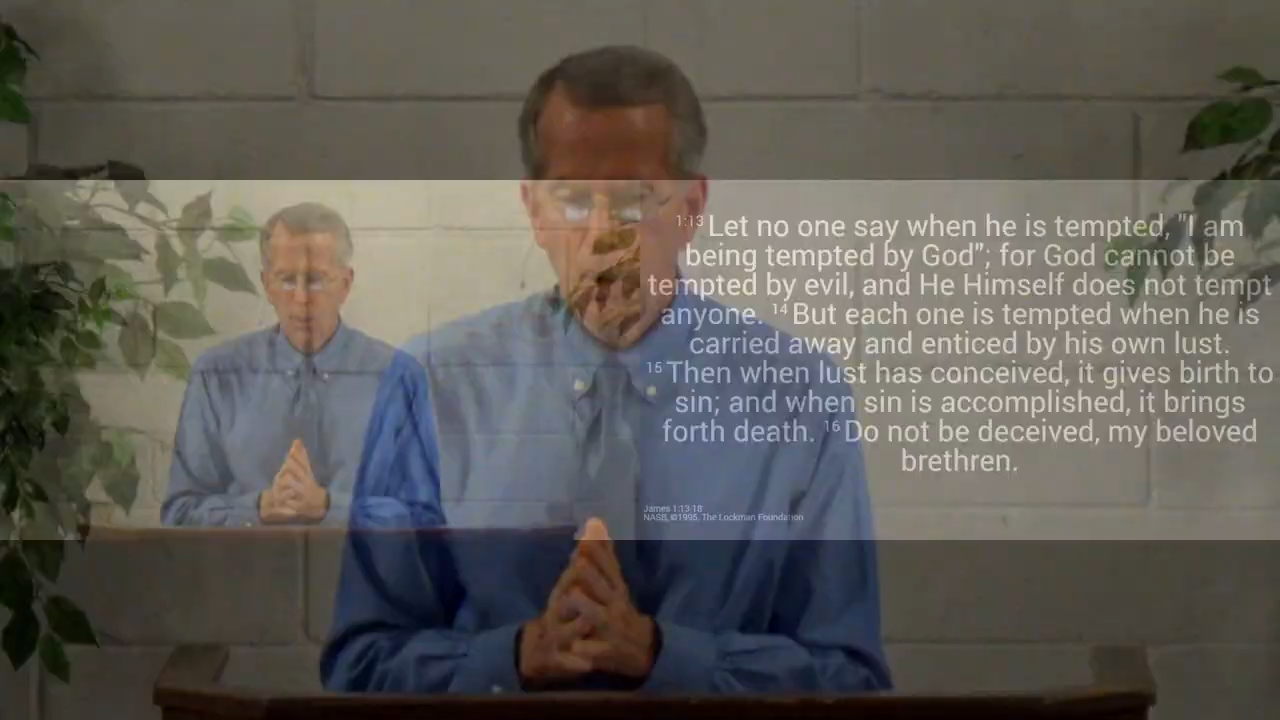 1:13 Let no one say when he is tempted, "I am
being tempted by God"; for God cannot be
tempted by evil, and He Himself does not tempt
anyone. 14 But each one is tempted when he is
carried away and enticed by his own lust.
15 Then when lust has conceived, it gives birth to
sin; and when sin is accomplished, it brings
forth death. 16 Do not be deceived, my beloved
brethren.
James 1:13-18
NASB, ©1995, The Lockman Foundation